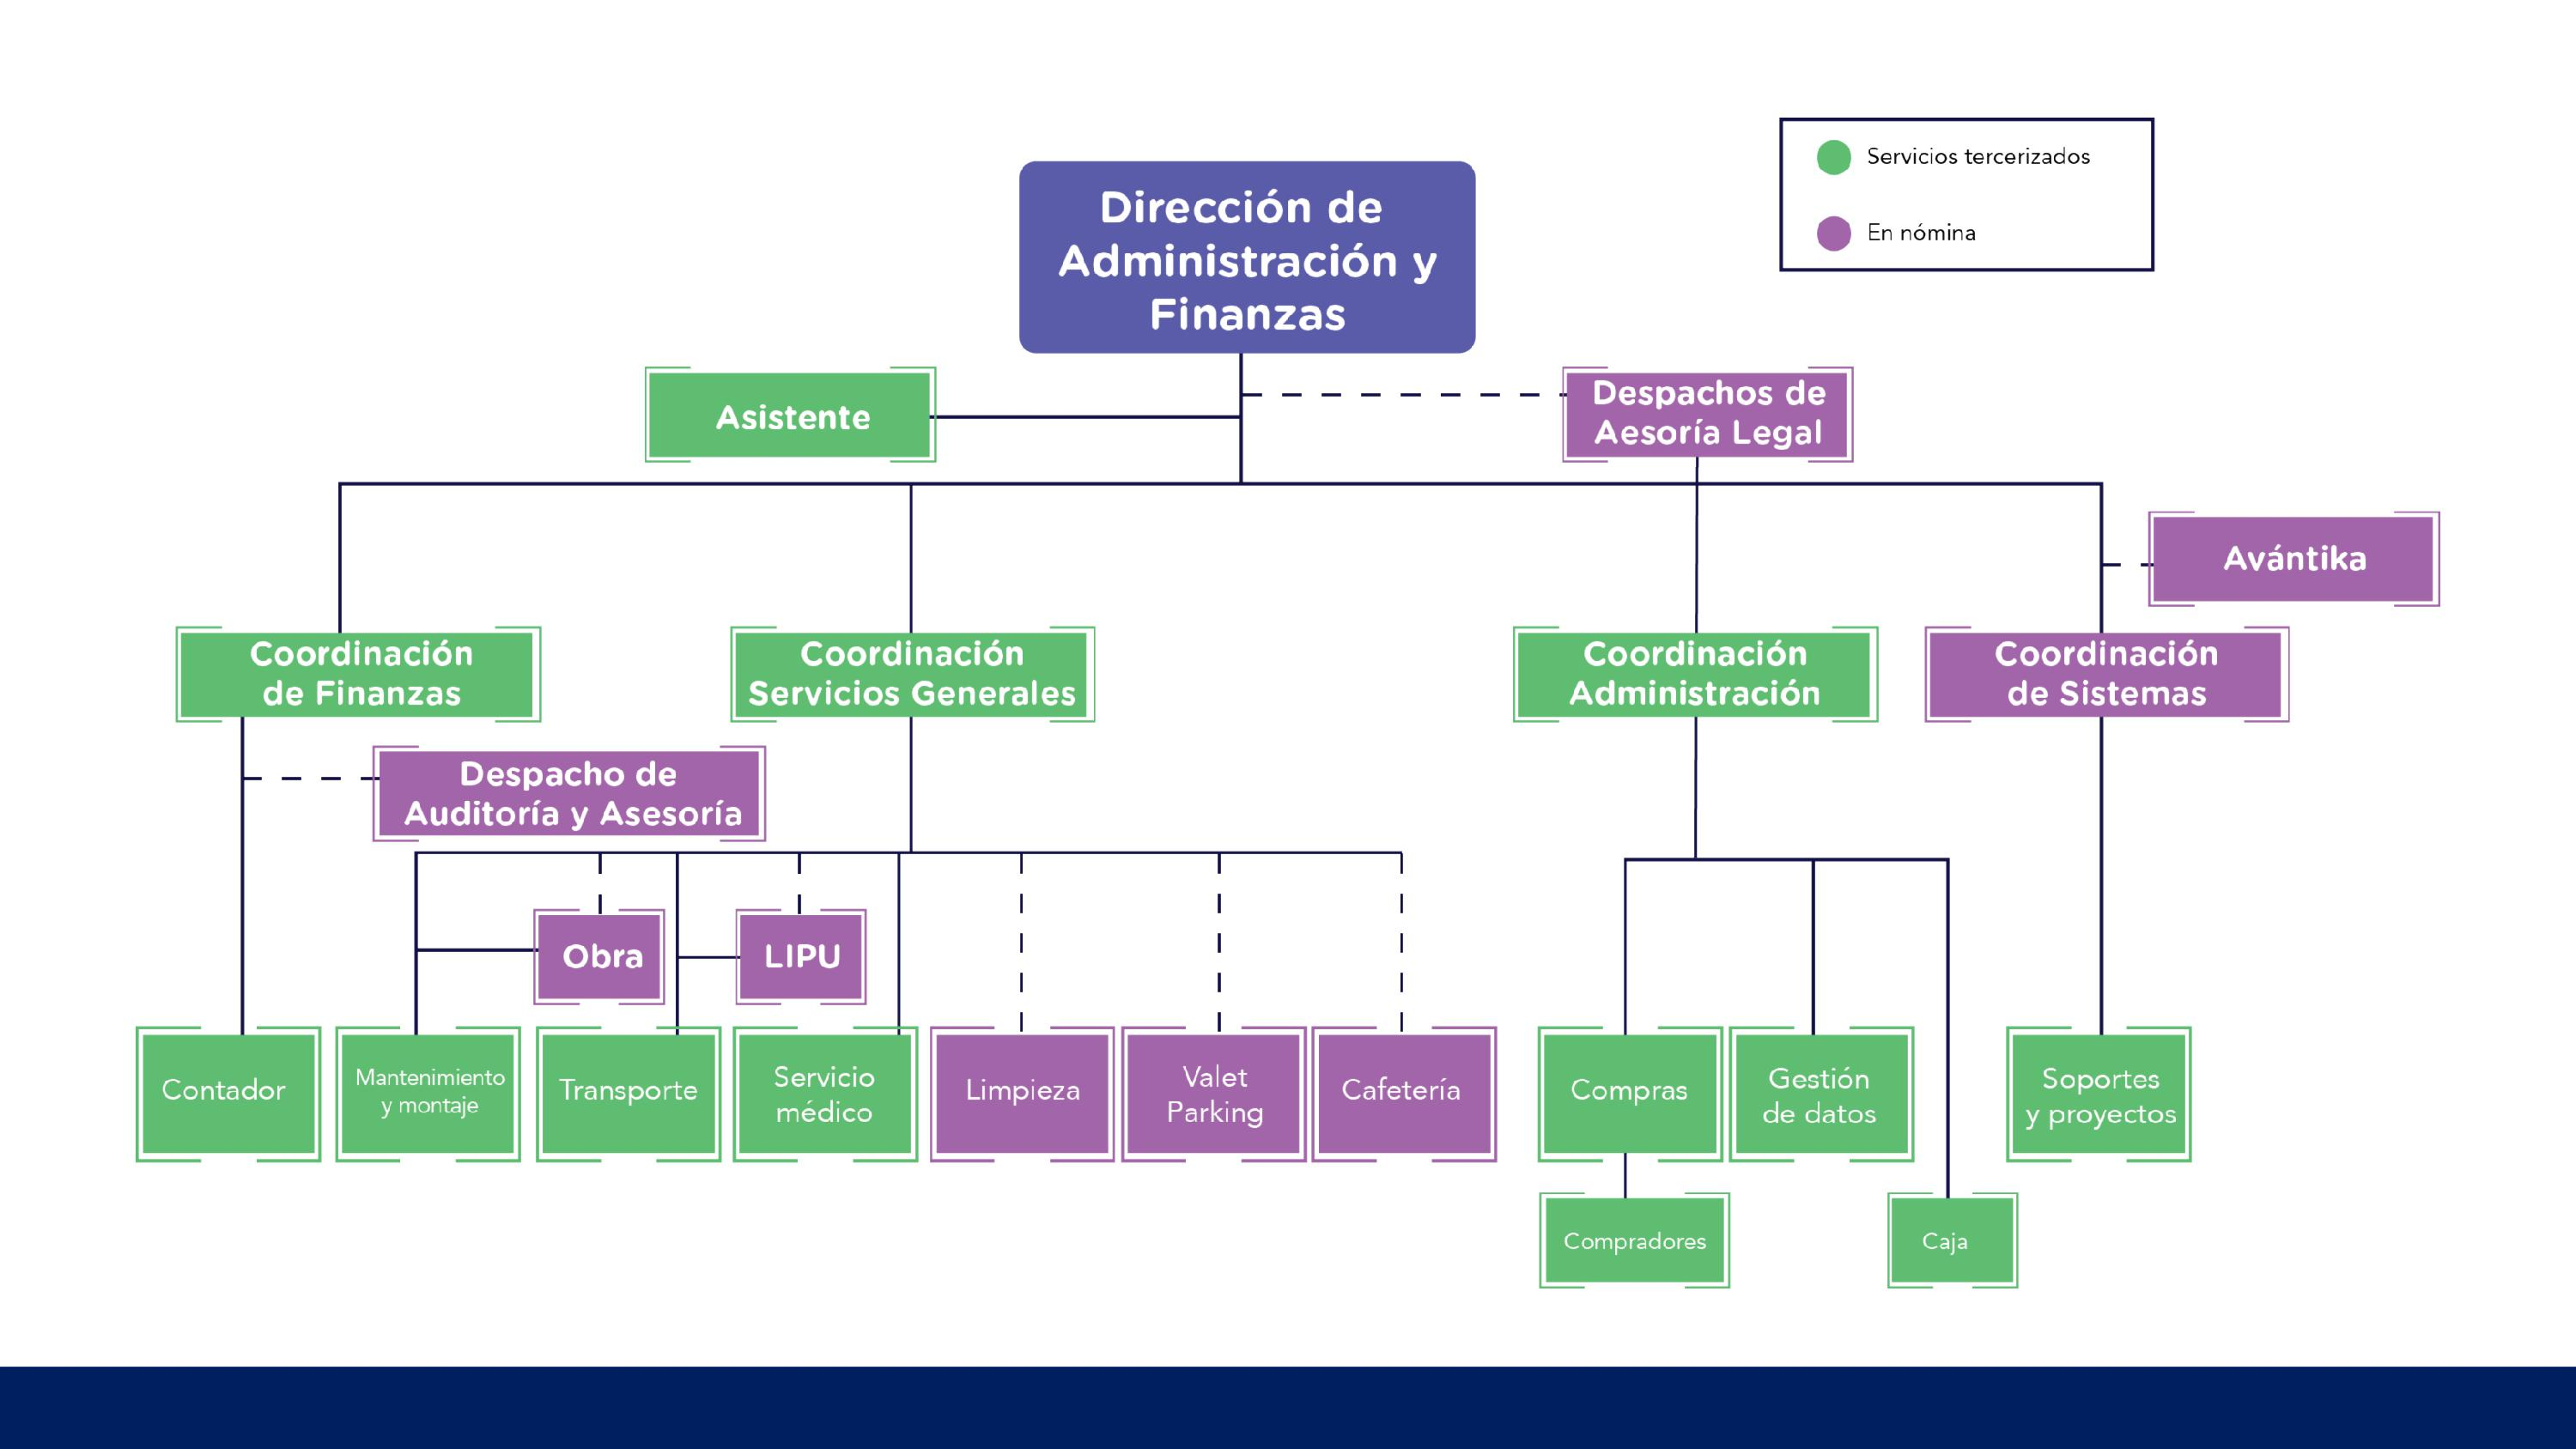 Servicios tercerizados
En nómina
Dirección de
Administración y
Finanzas
Asistente
Despachos de
Aesoría Legal
Avántika
Coordinación
de Finanzas
Coordinación
Servicios Generales
Coordinación
Administración
Coordinación
de Sistemas
Despacho de
Auditoría y Asesoría
Obra
LIPU
Contador
Mantenimiento
y montaje
Transporte
Servicio
médico
Limpieza
Valet
Parking
Cafetería
Compras
Gestión
de datos
Soportes
y proyectos
Compradores
Caja